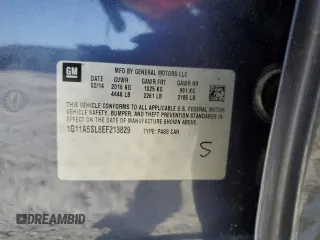 GM
MFD BY GENERAL MOTORS LLC
DATE GVWR GAWR FRT GAWR RR
02/14 2016 KG 1025 KG 991 KG
4446 LB 2261 LB 2185 LB
THIS VEHICLE CONFORMS TO ALL APPLICABLE U.S. FEDERAL MOTOR
VEHICLE SAFETY, BUMPER, AND THEFT PREVENTION STANDARDS IN
EFFECT ON THE DATE OF MANUFACTURE SHOWN ABOVE.
1G11A5SL8EF213829 TYPE: PASS CAR
S
DREAMBID